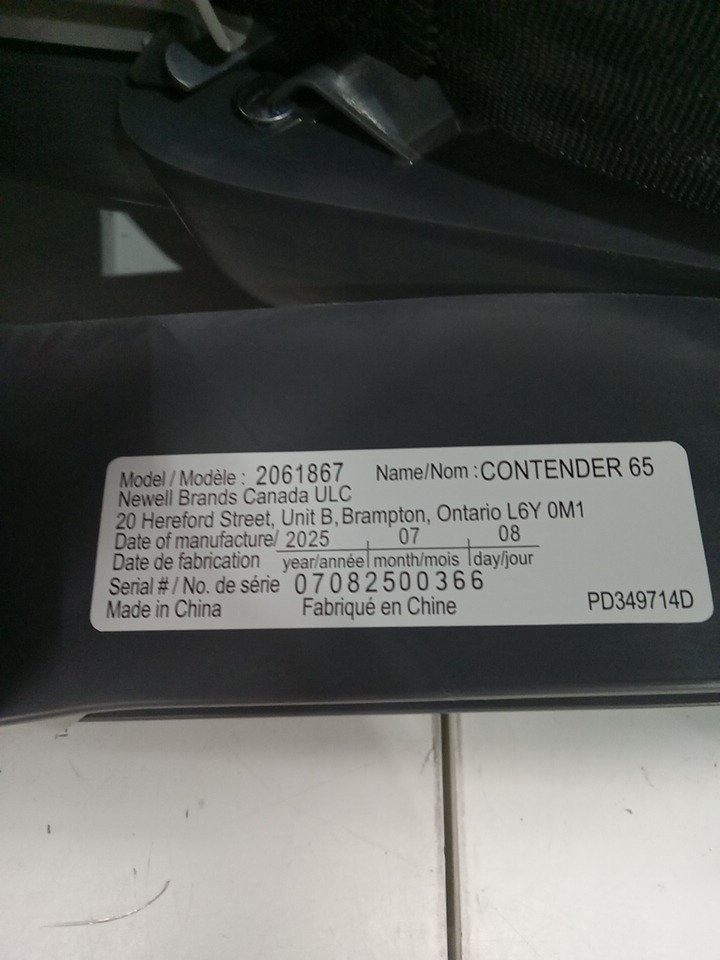 Model / Modèle : 2061867 Name/Nom : CONTENDER 65
Newell Brands Canada ULC
20 Hereford Street, Unit B, Brampton, Ontario L6Y 0M1
Date of manufacture/ 2025 07 08
Date de fabrication year/année month/mois day/jour
Serial # / No. de série 07082500366
Made in China Fabriqué en Chine PD349714D